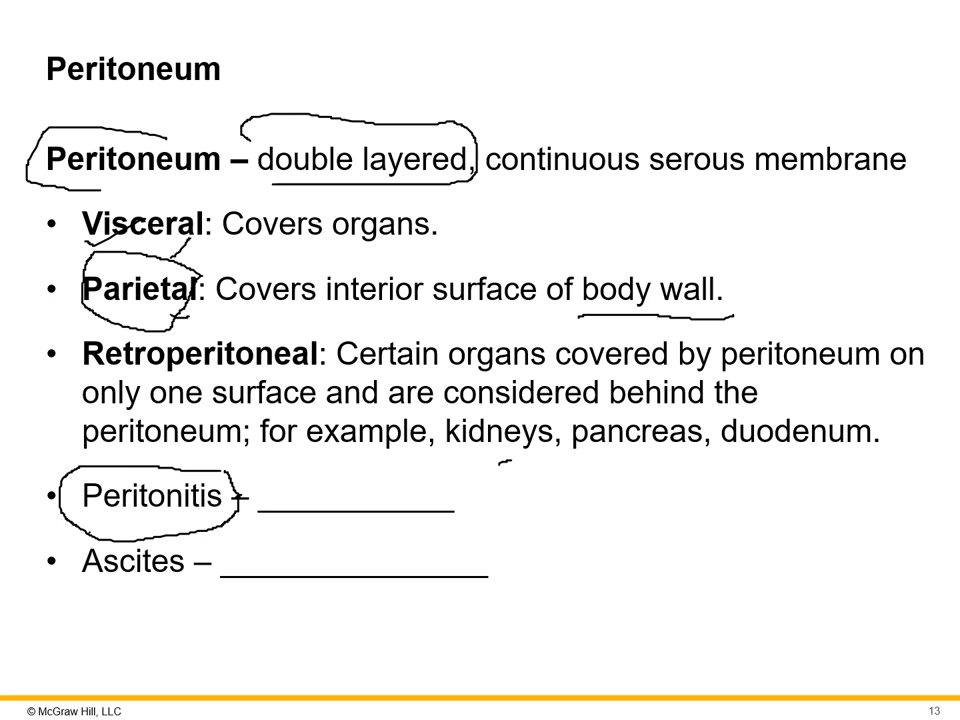 Peritoneum
Peritoneum – double layered, continuous serous membrane
• Visceral: Covers organs.
• Parietal: Covers interior surface of body wall.
• Retroperitoneal: Certain organs covered by peritoneum on
only one surface and are considered behind the
peritoneum; for example, kidneys, pancreas, duodenum.
• Peritonitis – ___________
• Ascites – _______________
© McGraw Hill, LLC
13